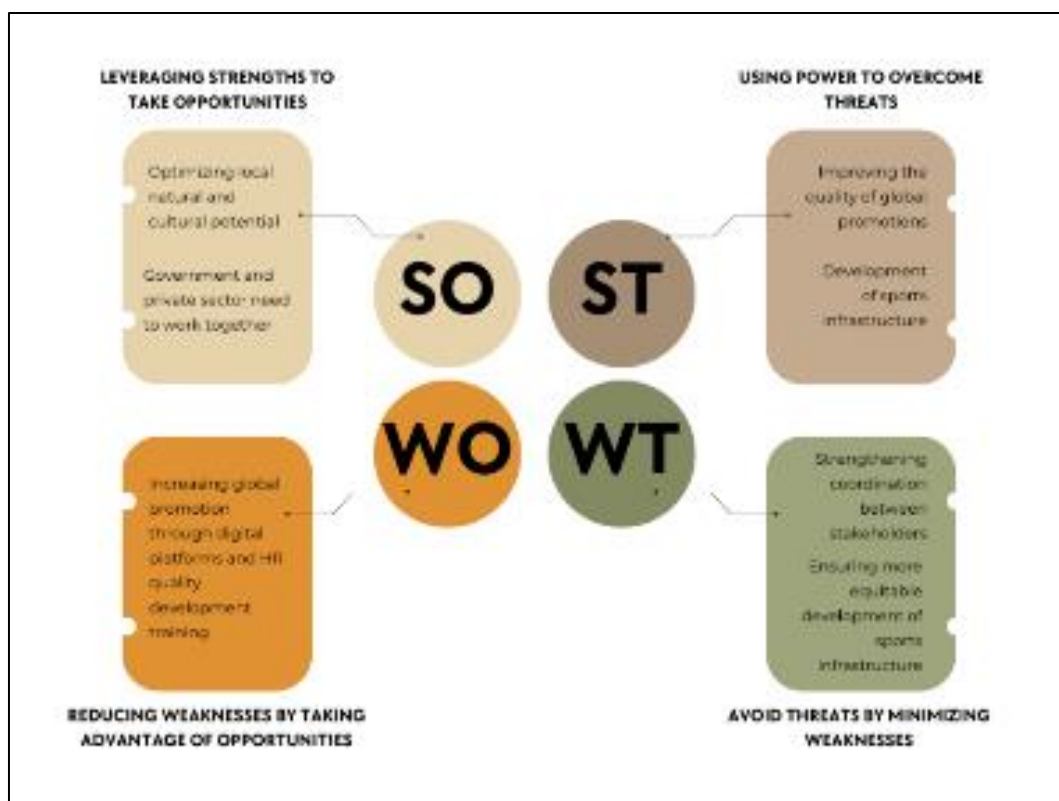 LEVERAGING STRENGTHS TO
TAKE OPPORTUNITIES
Optimizing local
natural and
cultural potential
Government and
private sector need
to work together
USING POWER TO OVERCOME
THREATS
Improving the
quality of global
promotions
Development
of sports
infrastructure
SO
ST
WO
WT
Increasing global
promotion
through digital
platforms and HR
quality
development
training
REDUCING WEAKNESSES BY TAKING
ADVANTAGE OF OPPORTUNITIES
Strengthening
coordination
between
stakeholders
Ensuring more
equitable
development of
sports
infrastructure
AVOID THREATS BY MINIMIZING
WEAKNESSES